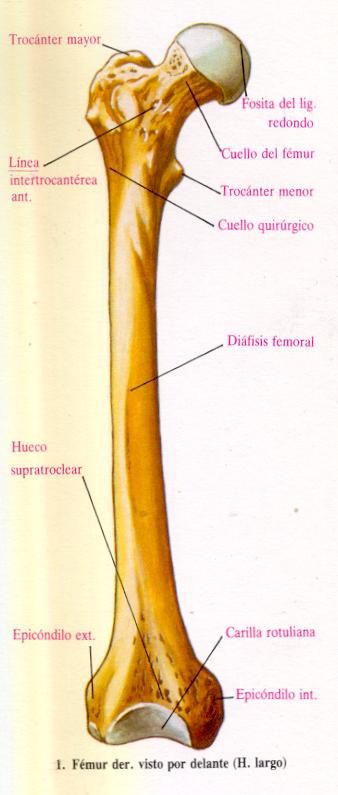 Trocánter mayor
Fosita del lig.
redondo
Cuello del fémur
Línea
intertrocantérea
ant.
Trocánter menor
Cuello quirúrgico
Diáfisis femoral
Hueco
supratroclear
Epicóndilo ext.
Carilla rotuliana
Epicóndilo int.
1. Fémur der. visto por delante (H. largo)